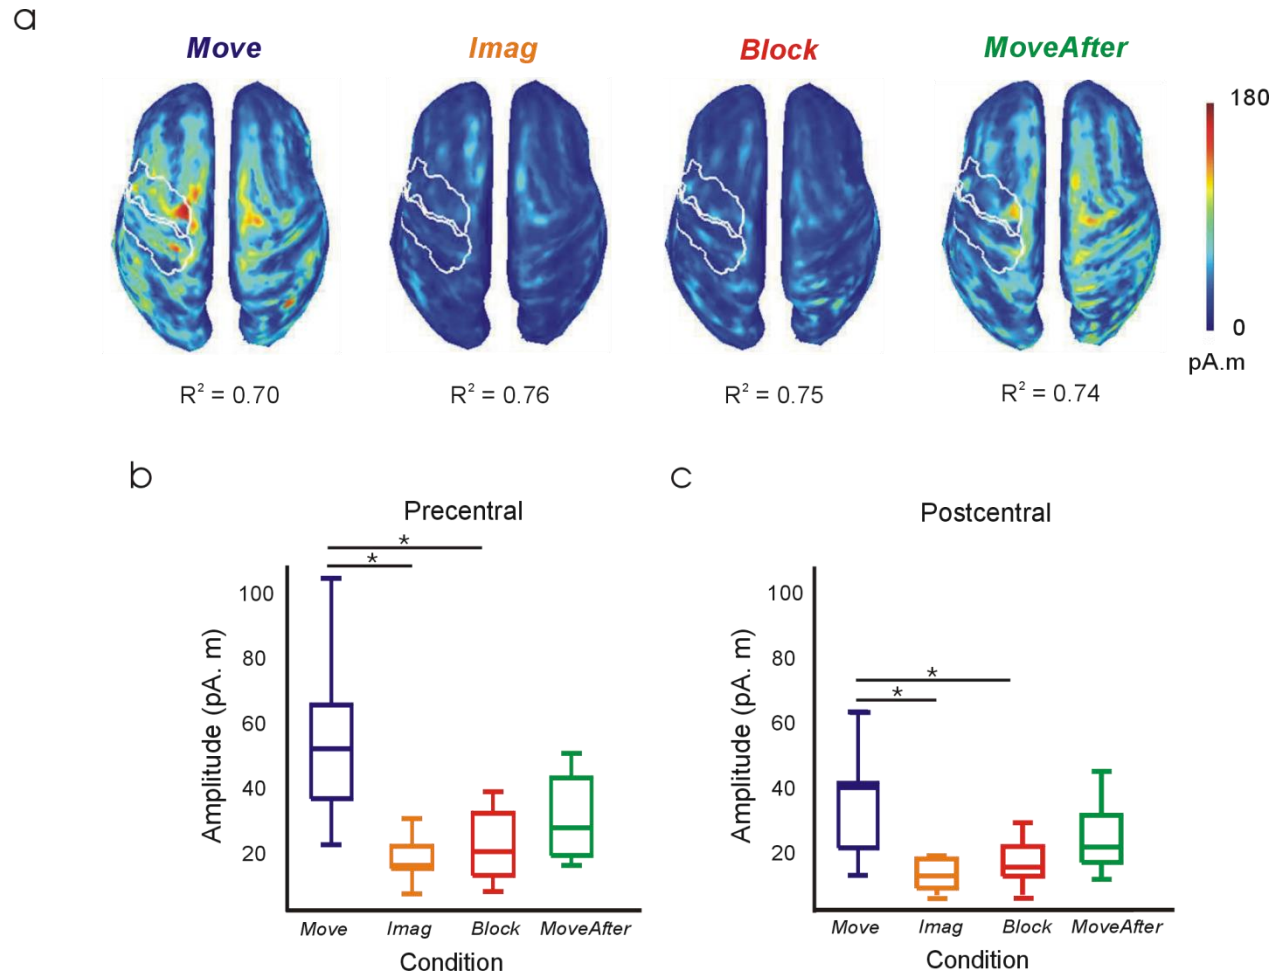 a
Move
Imag
Block
MoveAfter
180
0
pA.m
R² = 0.70
R² = 0.76
R² = 0.75
R² = 0.74
b
Precentral
*
*
Amplitude (pA. m)
100
80
60
40
20
Move
Imag
Block
MoveAfter
Condition
c
Postcentral
*
*
Amplitude (pA. m)
100
80
60
40
20
Move
Imag
Block
MoveAfter
Condition